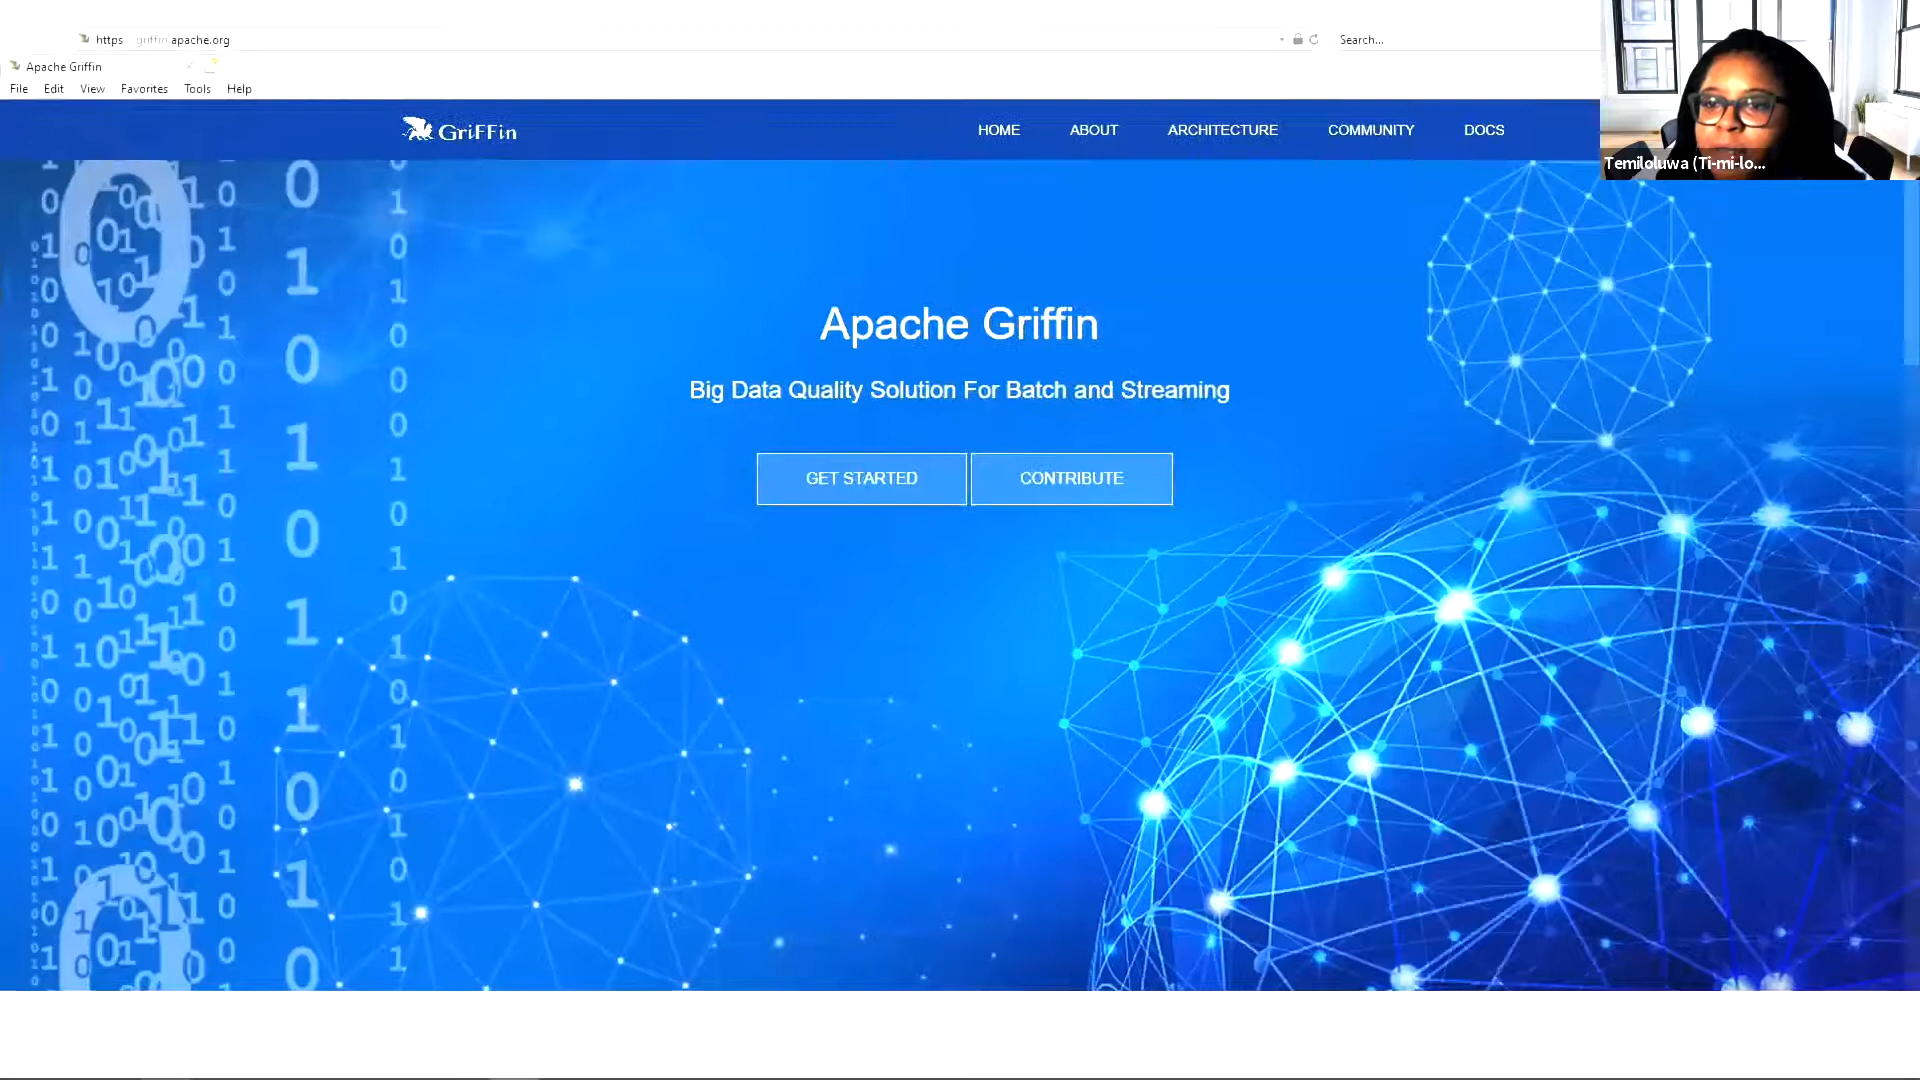 https griffin.apache.org
Search...
Apache Griffin
File Edit View Favorites Tools Help
GriFFin
HOME ABOUT ARCHITECTURE COMMUNITY DOCS
Temiloluwa (Ti-mi-lo...
Apache Griffin
Big Data Quality Solution For Batch and Streaming
GET STARTED CONTRIBUTE